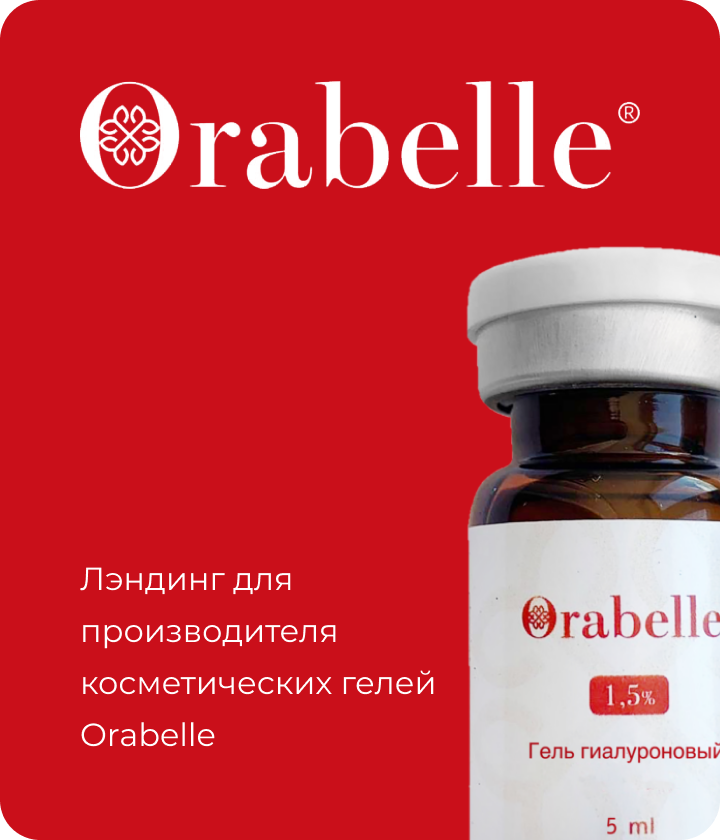 Orabelle®
Лэндинг для
производителя
косметических гелей
Orabelle
Orabelle
1,5%
Гель гиалуроновый
5 ml